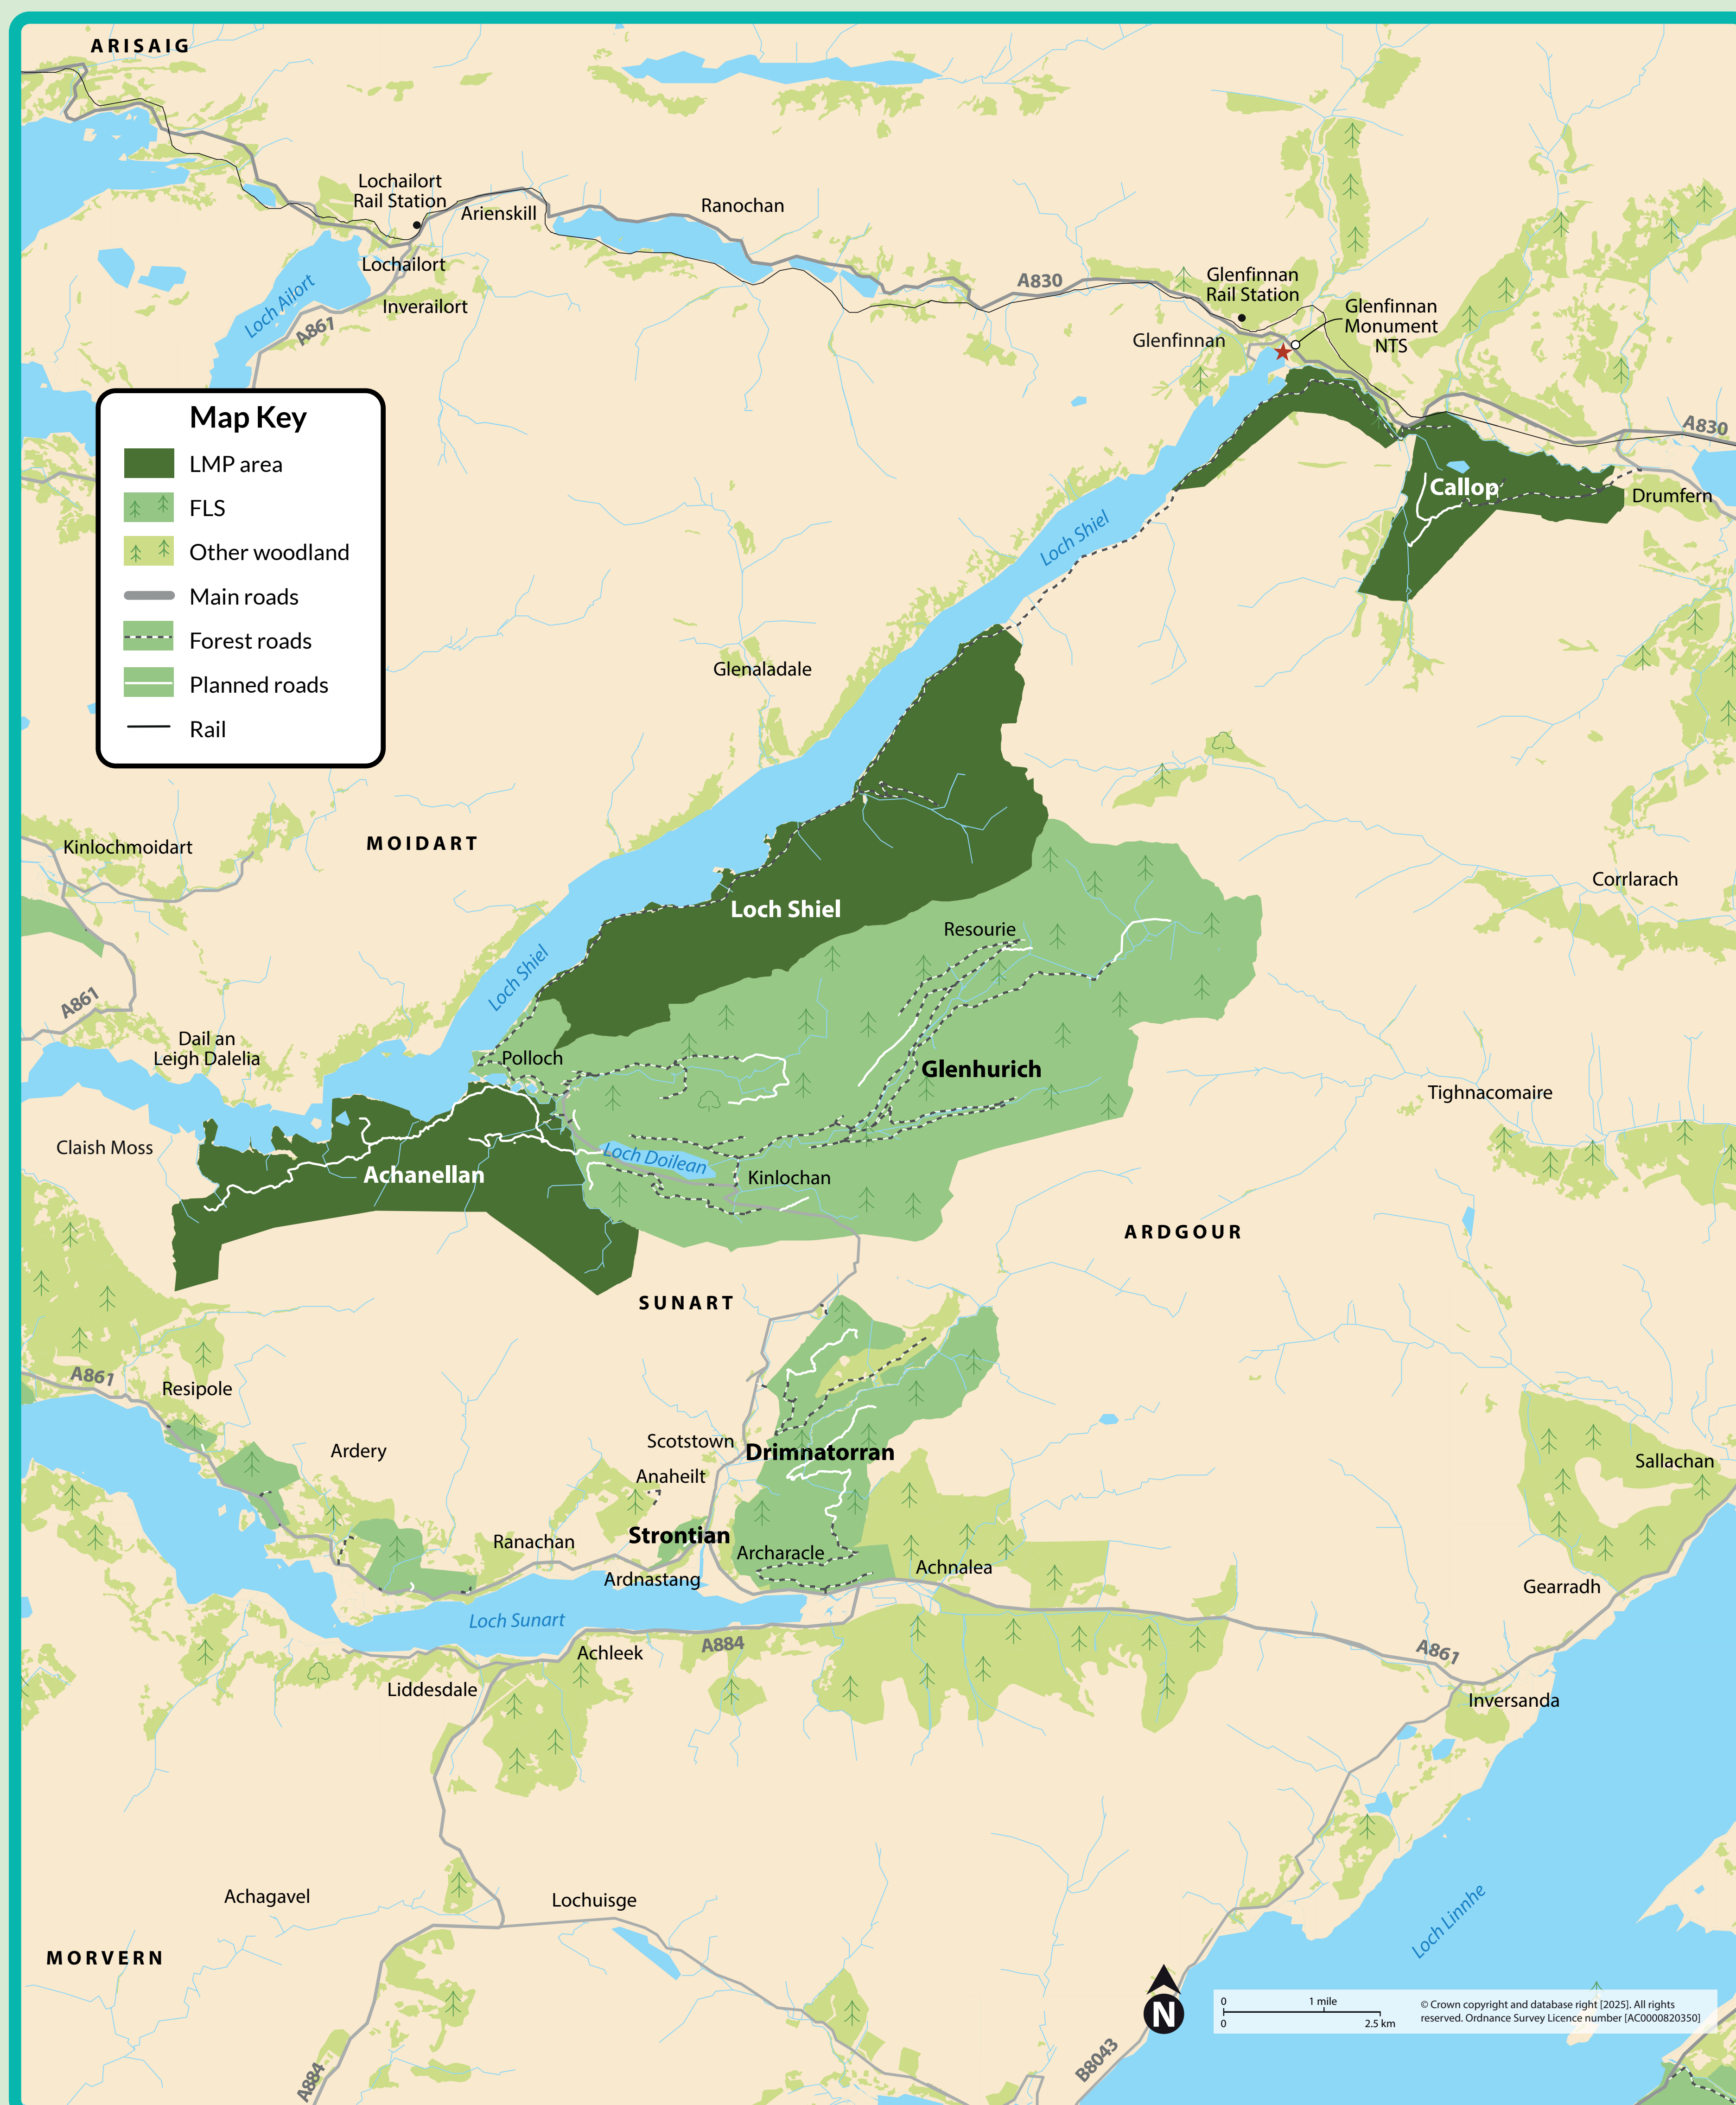 ARISAIG
Lochailort
Rail Station
Arienskill
Ranochan
Lochailort
Inverailort
Loch Ailort
A861
A830
Glenfinnan
Rail Station
Glenfinnan
Monument
NTS
Glenfinnan
A830
Callop
Drumfern
Map Key
LMP area
FLS
Other woodland
Main roads
Forest roads
Planned roads
Rail
Loch Shiel
Glenaladale
Kinlochmoidart
MOIDART
Corrlarach
Loch Shiel
Resourie
Loch Shiel
A861
Dail an
Leigh Dalelia
Polloch
Glenhurich
Tighnacomaire
Claish Moss
Achanellan
Loch Doilean
Kinlochan
ARDGOUR
SUNART
A861
Resipole
Ardery
Scotstown
Drimnatorran
Anaheilt
Sallachan
Strontian
Ranachan
Archaracle
Achnalea
Ardnastang
Gearradh
Loch Sunart
A884
Achleek
A861
Liddesdale
Inversanda
Achagavel
Lochuisge
MORVERN
Loch Linnhe
A884
B8043
N
0 1 mile
0 2.5 km
© Crown copyright and database right [2025]. All rights
reserved. Ordnance Survey Licence number [AC0000820350]